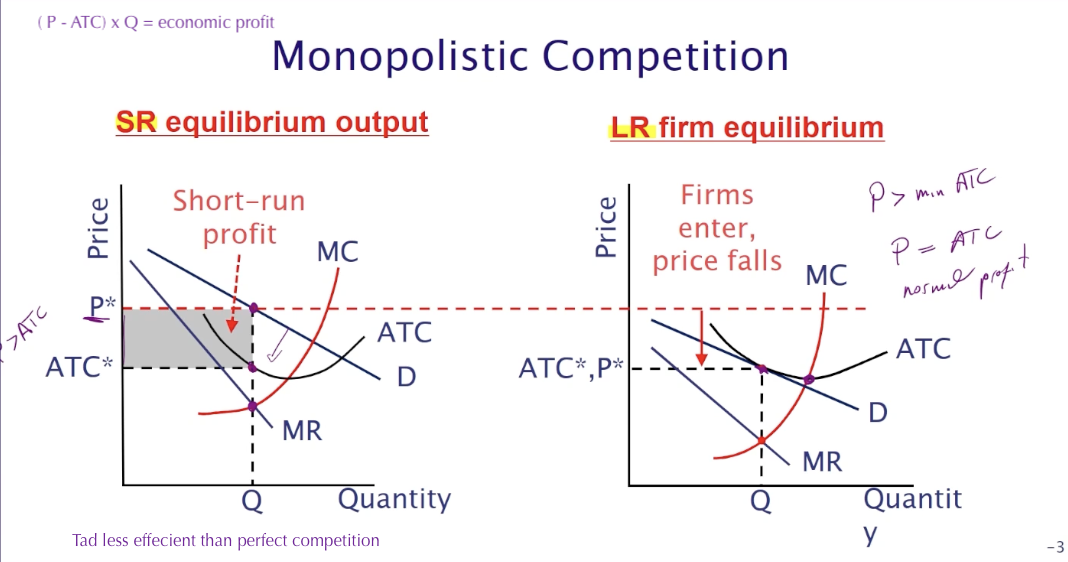 ( P - ATC) x Q = economic profit
Monopolistic Competition
SR equilibrium output
Price
Short-run
profit
MC
P*
P>ATC
ATC*
ATC
D
MR
Q
Quantity
Tad less effecient than perfect competition
LR firm equilibrium
Price
Firms
enter,
price falls
MC
P > min ATC
P = ATC
normal profit
ATC*,P*
ATC
D
MR
Q
Quantit
y
-3